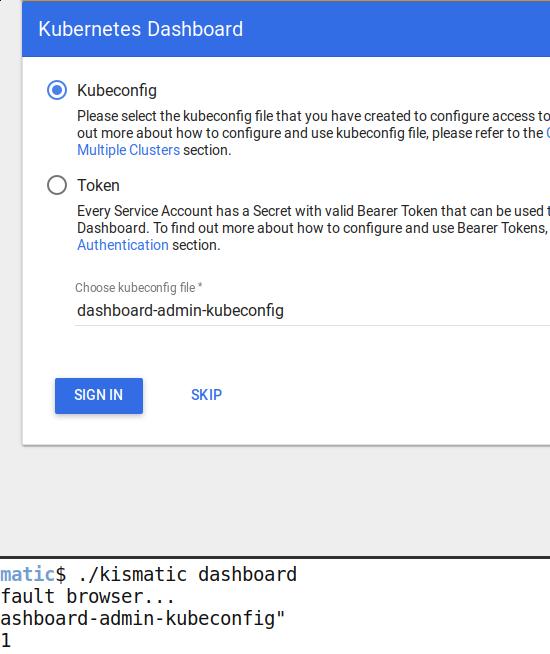 Kubernetes Dashboard
Kubeconfig
Please select the kubeconfig file that you have created to configure access to
out more about how to configure and use kubeconfig file, please refer to the
Multiple Clusters section.
Token
Every Service Account has a Secret with valid Bearer Token that can be used t
Dashboard. To find out more about how to configure and use Bearer Tokens,
Authentication section.
Choose kubeconfig file *
dashboard-admin-kubeconfig
SIGN IN SKIP
matic$ ./kismatic dashboard
fault browser...
ashboard-admin-kubeconfig"
1